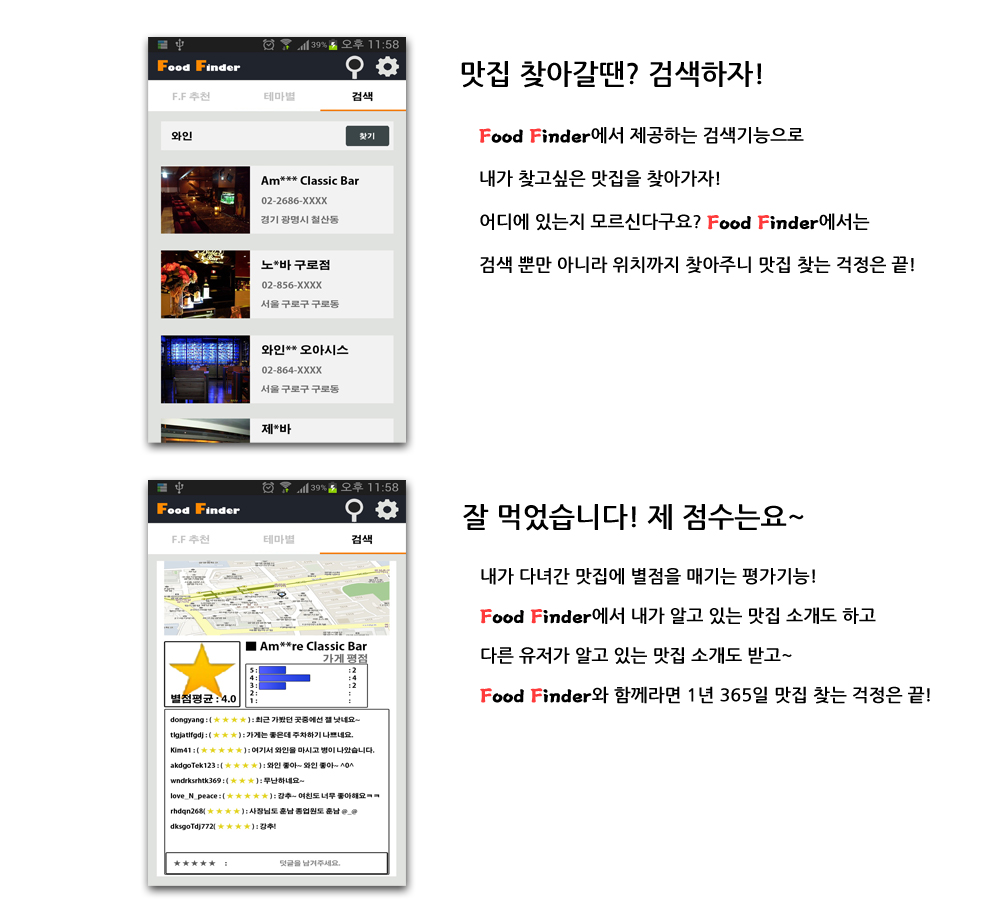 39% 오후 11:58
Food Finder
F.F 추천 테마별 검색
와인 찾기
Am*** Classic Bar
02-2686-XXXX
경기 광명시 철산동
노*바 구로점
02-856-XXXX
서울 구로구 구로동
와인** 오아시스
02-864-XXXX
서울 구로구 구로동
제*바
맛집 찾아갈땐? 검색하자!
Food Finder에서 제공하는 검색기능으로
내가 찾고싶은 맛집을 찾아가자!
어디에 있는지 모르신다구요? Food Finder에서는
검색 뿐만 아니라 위치까지 찾아주니 맛집 찾는 걱정은 끝!
39% 오후 11:58
Food Finder
F.F 추천 테마별 검색
■ Am**re Classic Bar
가게 평점
별점평균 : 4.0
5 : : 2
4 : : 4
3 : : 2
2 : :
1 : :
dongyang : ( ★ ★ ★ ★ ) : 최근 가봤던 곳중에선 젤 낫네요~
tlgjatlfgdj : ( ★ ★ ★ ) : 가게는 좋은데 주차하기 나쁘네요.
Kim41 : ( ★ ★ ★ ★ ★ ) : 여기서 와인을 마시고 병이 나았습니다.
akdgoTek123 : ( ★ ★ ★ ★ ) : 와인 좋아~ 와인 좋아~ ^0^
wndrksrhtk369 : ( ★ ★ ★ ) : 무난하네요~
love_N_peace : ( ★ ★ ★ ★ ★ ) : 강추~ 여친도 너무 좋아해요ㅋㅋ
rhdqn268( ★ ★ ★ ★ ) : 사장님도 훈남 종업원도 훈남 @_@
dksgoTdj772( ★ ★ ★ ★ ) : 강추!
★★★★★ : 덧글을 남겨주세요.
잘 먹었습니다! 제 점수는요~
내가 다녀간 맛집에 별점을 매기는 평가기능!
Food Finder에서 내가 알고 있는 맛집 소개도 하고
다른 유저가 알고 있는 맛집 소개도 받고~
Food Finder와 함께라면 1년 365일 맛집 찾는 걱정은 끝!